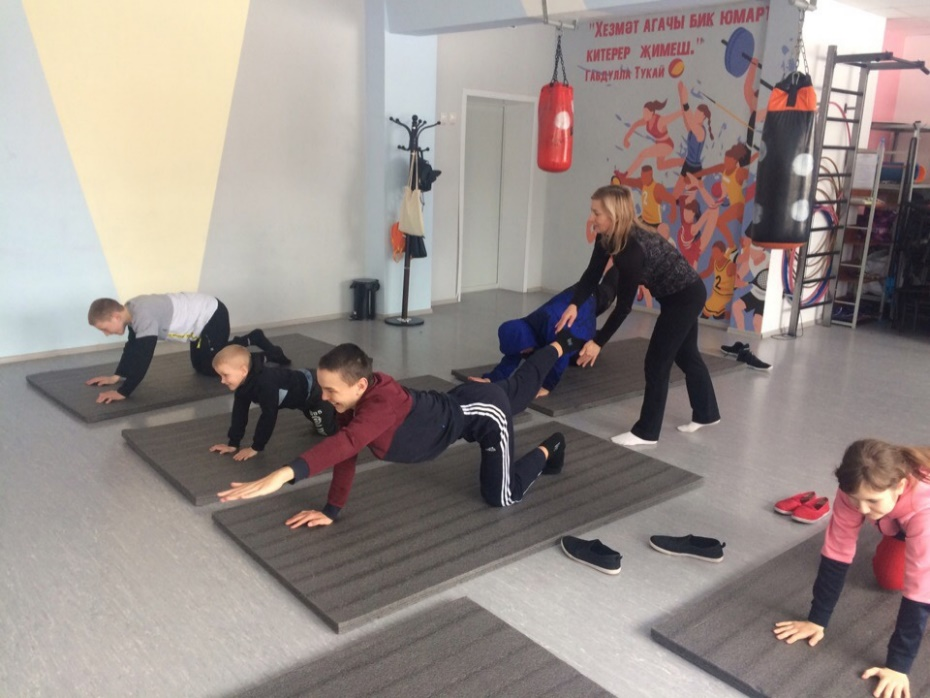 "ХЕЗМӘТ АГАЧЫ БИК ЮМАРТ
КИТЕРЕР ҖИМЕШ."
ГАБДУЛЛА ТУКАЙ